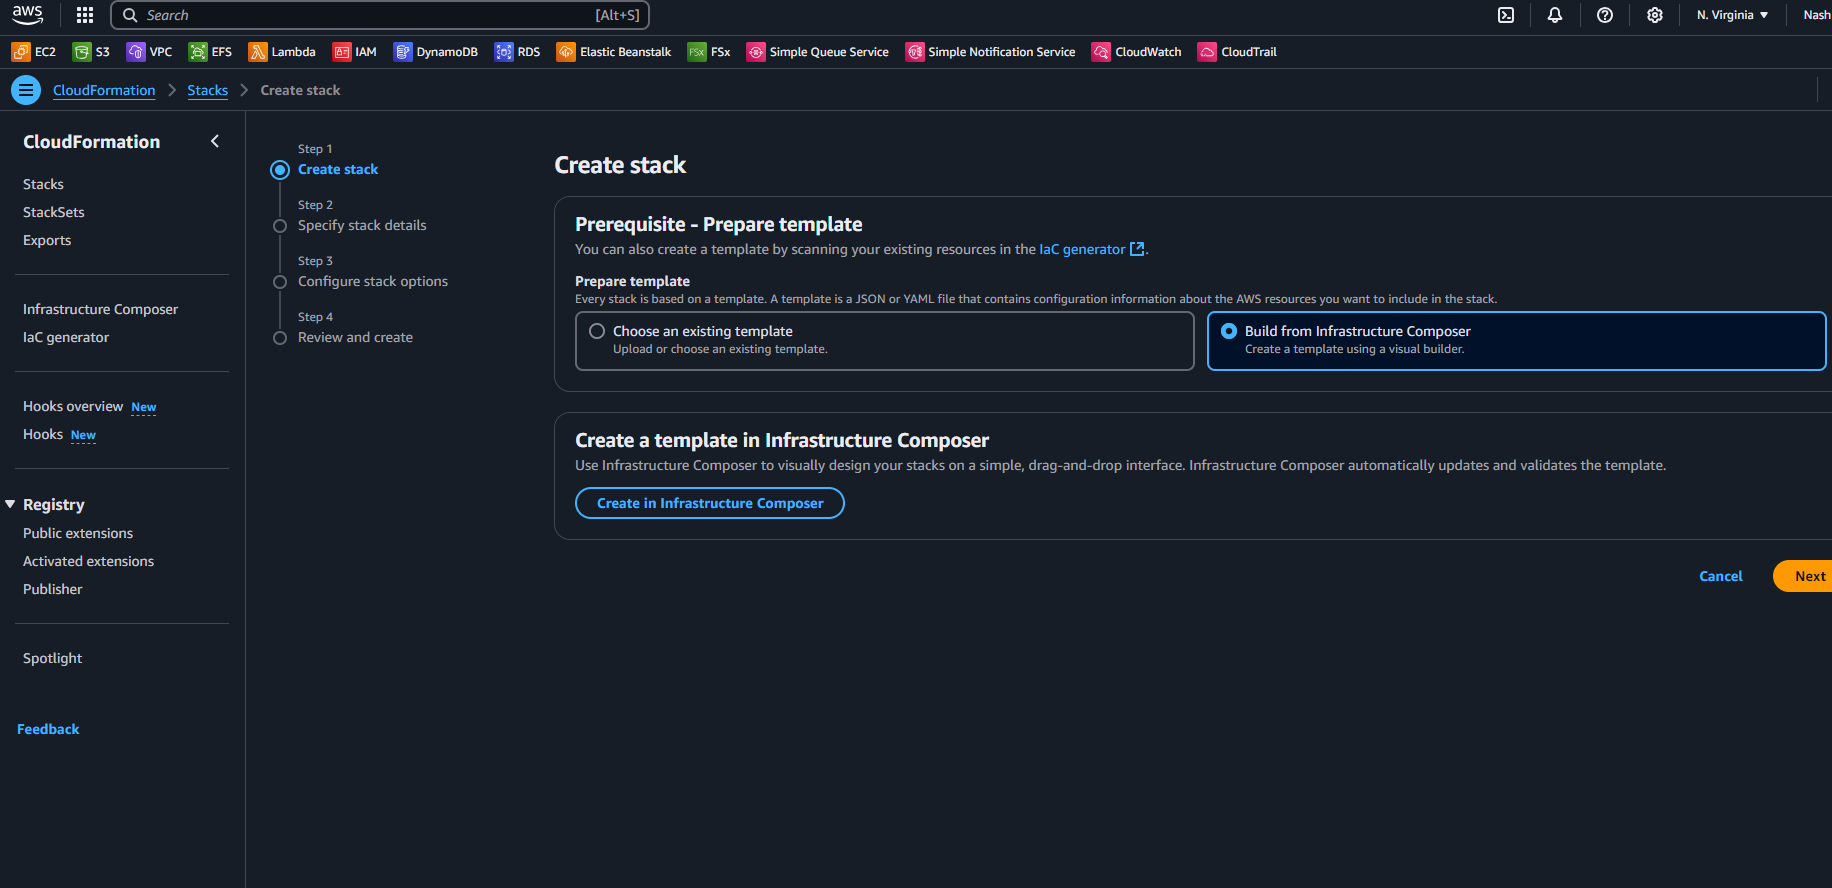 aws
Search [Alt+S]
N. Virginia
Nash
EC2 S3 VPC EFS Lambda IAM DynamoDB RDS Elastic Beanstalk FSx FSx Simple Queue Service Simple Notification Service CloudWatch CloudTrail
CloudFormation Stacks Create stack
CloudFormation
Stacks
StackSets
Exports
Infrastructure Composer
IaC generator
Hooks overview New
Hooks New
Registry
Public extensions
Activated extensions
Publisher
Spotlight
Feedback
Step 1
Create stack
Step 2
Specify stack details
Step 3
Configure stack options
Step 4
Review and create
Create stack
Prerequisite - Prepare template
You can also create a template by scanning your existing resources in the IaC generator.
Prepare template
Every stack is based on a template. A template is a JSON or YAML file that contains configuration information about the AWS resources you want to include in the stack.
Choose an existing template
Upload or choose an existing template.
Build from Infrastructure Composer
Create a template using a visual builder.
Create a template in Infrastructure Composer
Use Infrastructure Composer to visually design your stacks on a simple, drag-and-drop interface. Infrastructure Composer automatically updates and validates the template.
Create in Infrastructure Composer
Cancel
Next